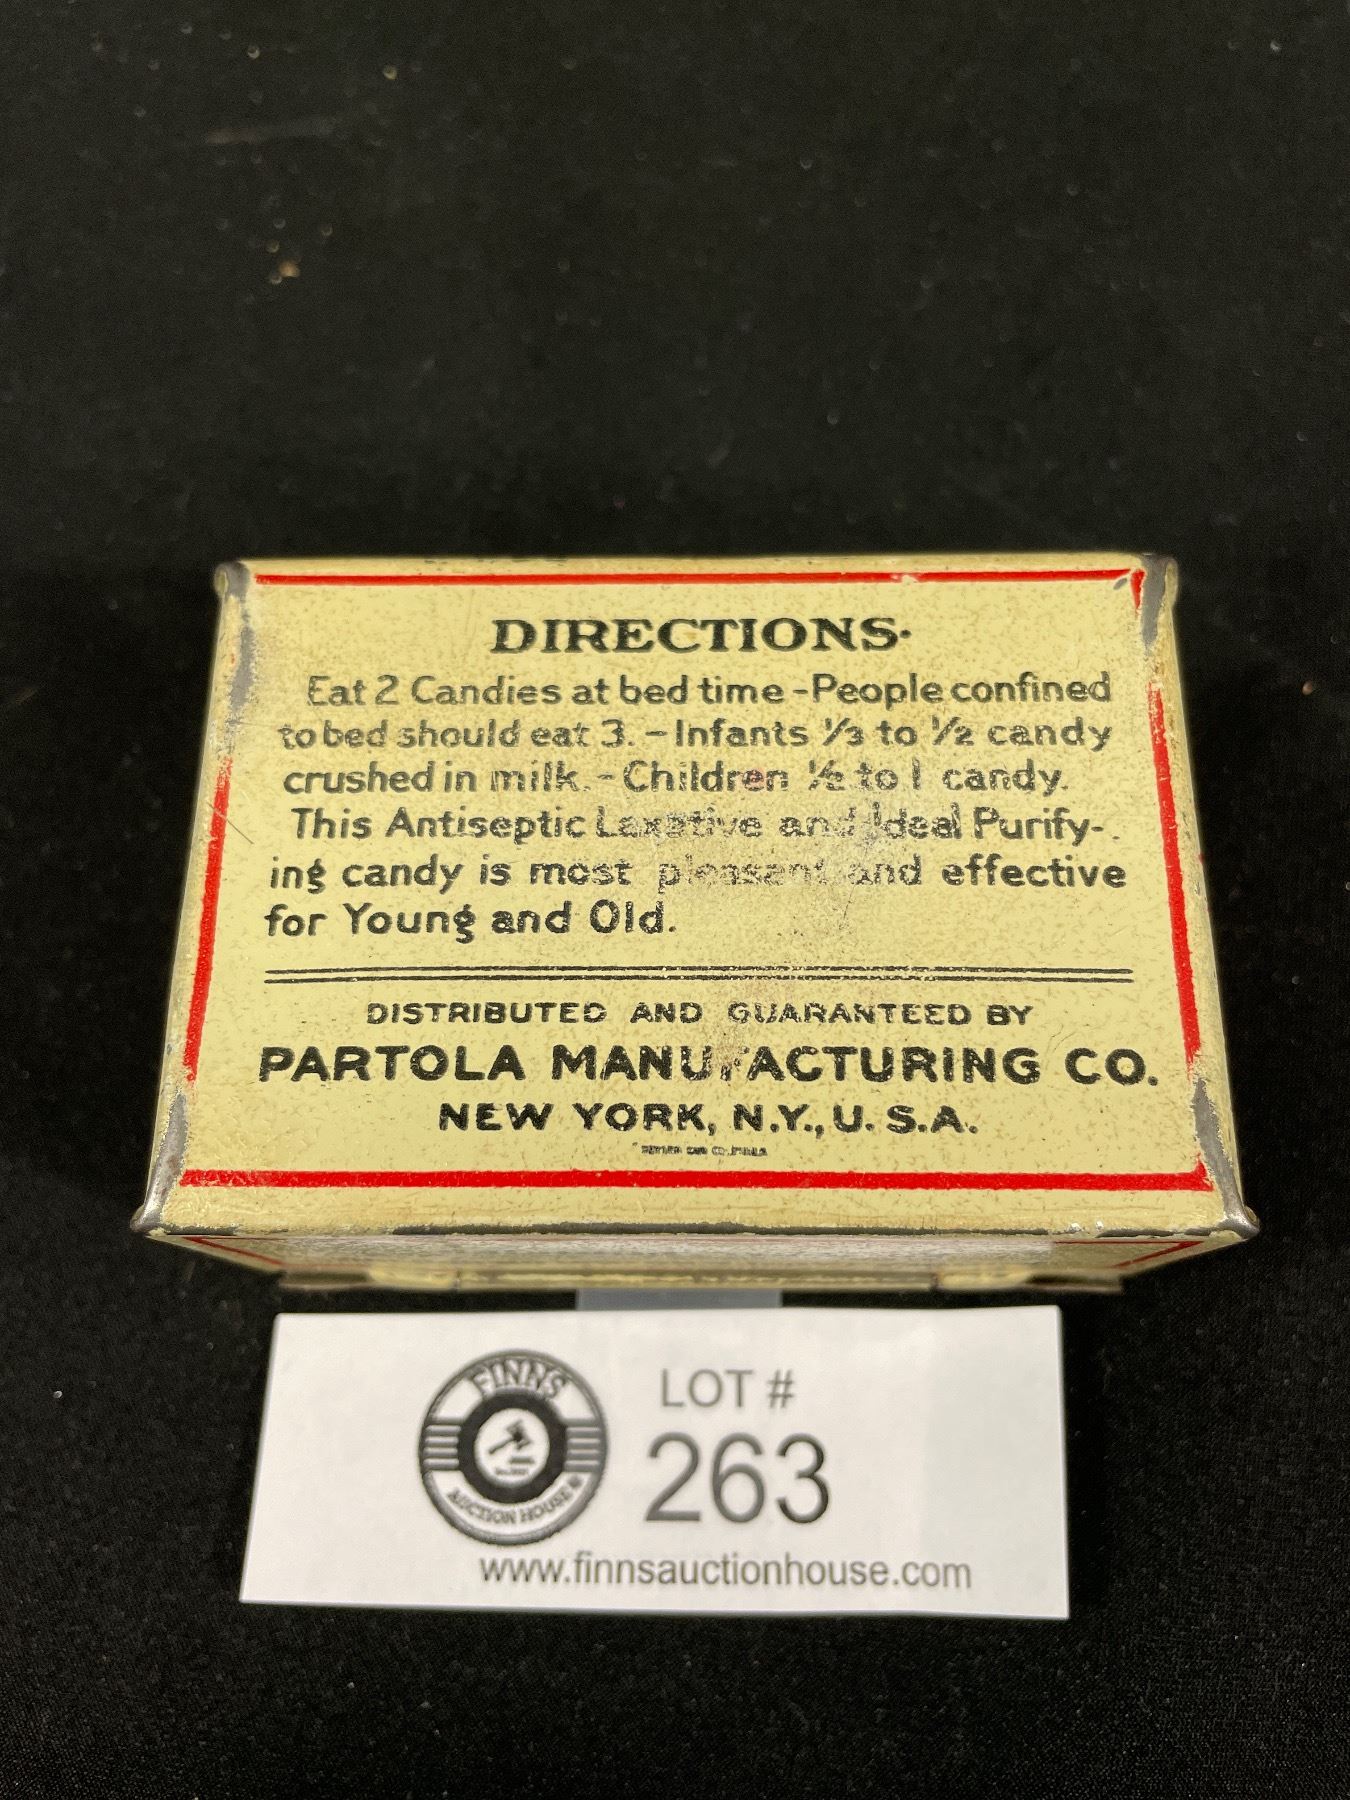 DIRECTIONS.
Eat 2 Candies at bed time - People confined
to bed should eat 3. - Infants 1/3 to 1/2 candy
crushed in milk. - Children 1/2 to 1 candy.
This Antiseptic Laxative and Ideal Purify-
ing candy is most pleasant and effective
for Young and Old.
DISTRIBUTED AND GUARANTEED BY
PARTOLA MANUFACTURING CO.
NEW YORK, N.Y., U.S.A.
FINNS
AUCTION HOUSE
LOT #
263
www.finnsauctionhouse.com